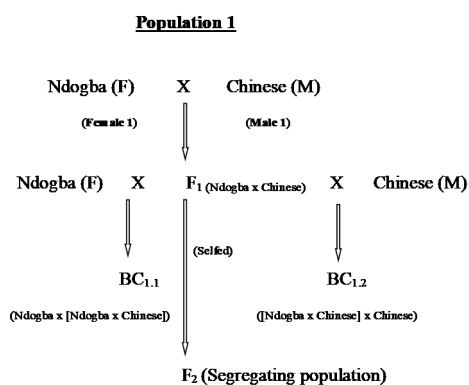 Population 1
Ndogba (F) X Chinese (M)
(Female 1) (Male 1)
Ndogba (F) X F1 (Ndogba x Chinese) X Chinese (M)
(Selfed)
BC1.1 BC1.2
(Ndogba x [Ndogba x Chinese]) ([Ndogba x Chinese] x Chinese)
F2 (Segregating population)